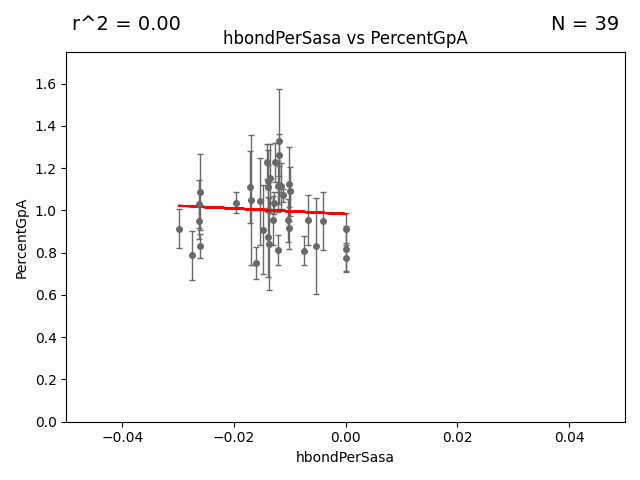 r^2 = 0.00
N = 39
hbondPerSasa vs PercentGpA
1.6
1.4
1.2
1.0
0.8
0.6
0.4
0.2
0.0
PercentGpA
−0.04
−0.02
0.00
0.02
0.04
hbondPerSasa